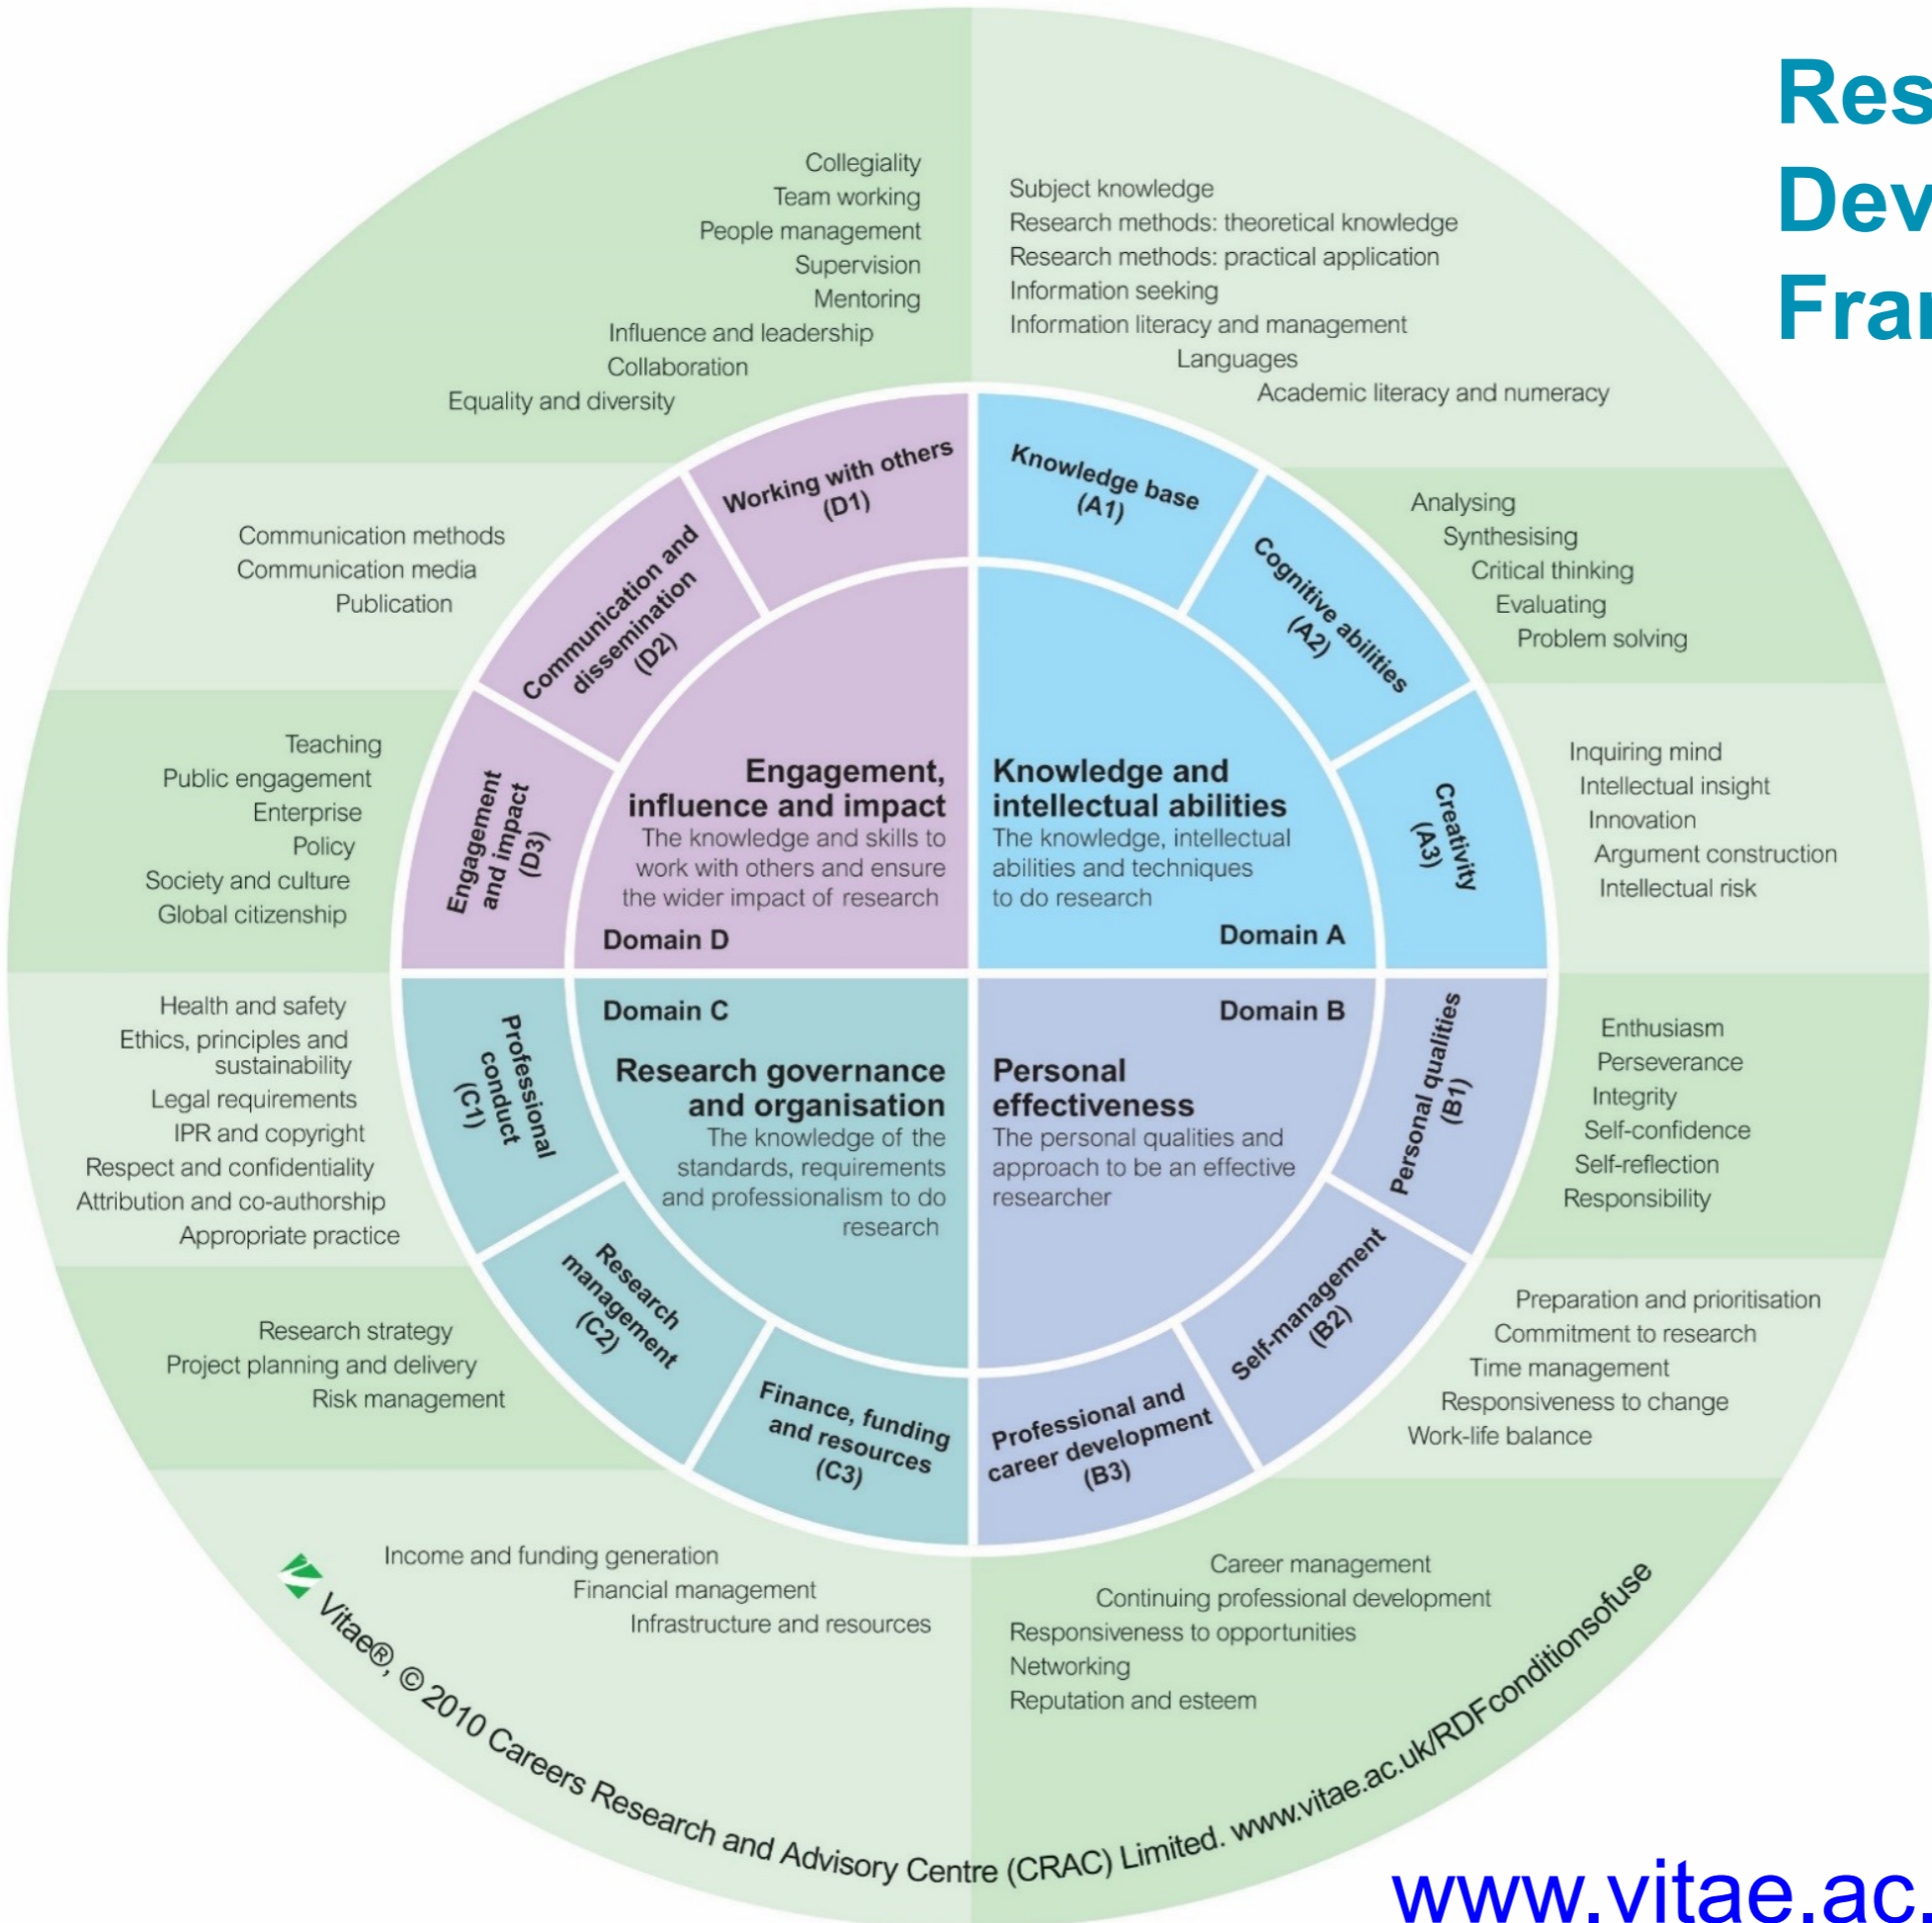 Res
Dev
Fran
Collegiality
Team working
People management
Supervision
Mentoring
Influence and leadership
Collaboration
Equality and diversity
Subject knowledge
Research methods: theoretical knowledge
Research methods: practical application
Information seeking
Information literacy and management
Languages
Academic literacy and numeracy
Communication methods
Communication media
Publication
Working with others
(D1)
Knowledge base
(A1)
Analysing
Synthesising
Critical thinking
Evaluating
Problem solving
Communication and
dissemination
(D2)
Cognitive abilities
(A2)
Teaching
Public engagement
Enterprise
Policy
Society and culture
Global citizenship
Engagement
and impact
(D3)
Engagement,
influence and impact
The knowledge and skills to
work with others and ensure
the wider impact of research
Domain D
Knowledge and
intellectual abilities
The knowledge, intellectual
abilities and techniques
to do research
Domain A
Creativity
(A3)
Inquiring mind
Intellectual insight
Innovation
Argument construction
Intellectual risk
Health and safety
Ethics, principles and
sustainability
Legal requirements
IPR and copyright
Respect and confidentiality
Attribution and co-authorship
Appropriate practice
Professional
conduct
(C1)
Domain C
Research governance
and organisation
The knowledge of the
standards, requirements
and professionalism to do
research
Domain B
Personal
effectiveness
The personal qualities and
approach to be an effective
researcher
Personal qualities
(B1)
Enthusiasm
Perseverance
Integrity
Self-confidence
Self-reflection
Responsibility
Research strategy
Project planning and delivery
Risk management
Research
management
(C2)
Self-management
(B2)
Preparation and prioritisation
Commitment to research
Time management
Responsiveness to change
Work-life balance
Finance, funding
and resources
(C3)
Professional and
career development
(B3)
Income and funding generation
Financial management
Infrastructure and resources
Career management
Continuing professional development
Responsiveness to opportunities
Networking
Reputation and esteem
Vitae®, © 2010 Careers Research and Advisory Centre (CRAC) Limited. www.vitae.ac.uk/RDFconditionsofuse
www.vitae.ac.